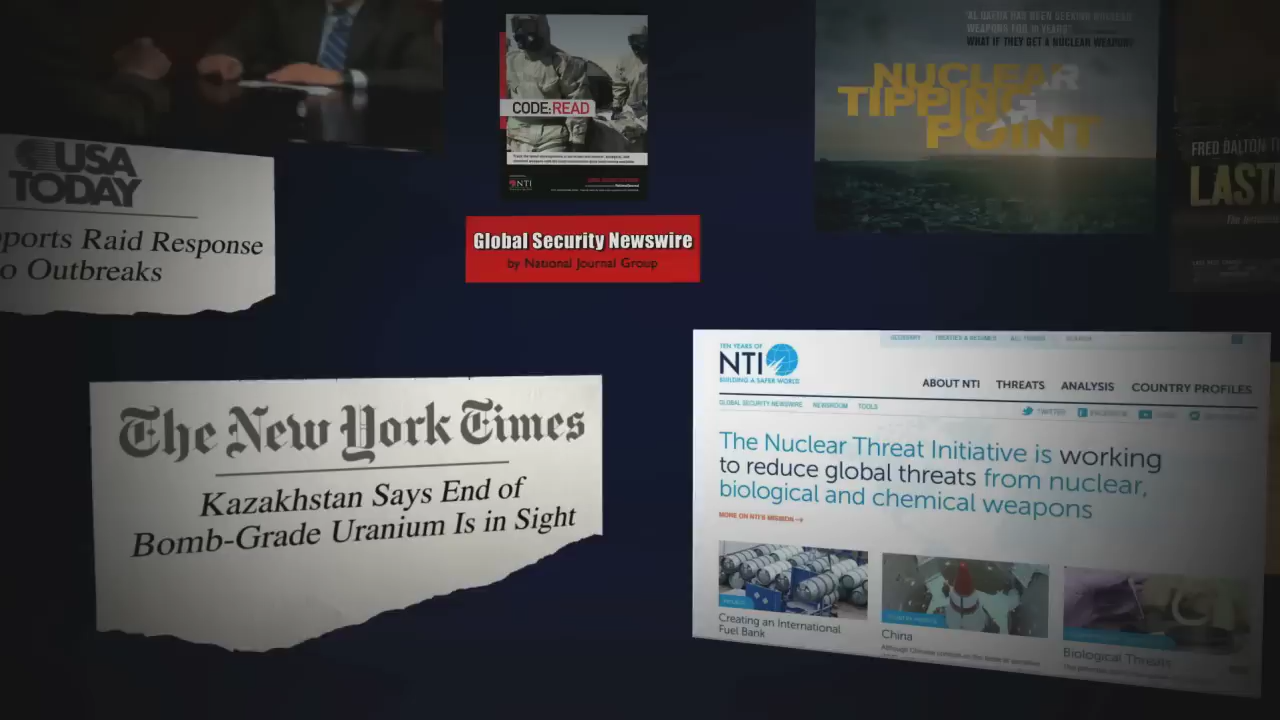 USA
TODAY
ports Raid Response
o Outbreaks
CODE:READ
NTI
Global Security Newswire
by National Journal Group
"AL QAEDA HAS BEEN SEEKING NUCLEAR
WEAPONS FOR 10 YEARS"
WHAT IF THEY GET A NUCLEAR WEAPON?
NUCLEAR
TIPPING
POINT
FRED DALTON
LAST
The New York Times
Kazakhstan Says End of
Bomb-Grade Uranium Is in Sight
TEN YEARS OF
NTI
BUILDING A SAFER WORLD
ABOUT NTI THREATS ANALYSIS COUNTRY PROFILES
GLOBAL SECURITY NEWSWIRE NEWSROOM TOOLS
TWITTER FACEBOOK
The Nuclear Threat Initiative is working
to reduce global threats from nuclear,
biological and chemical weapons
MORE ON NTI'S MISSION
Creating an International
Fuel Bank
China
Biological Threats